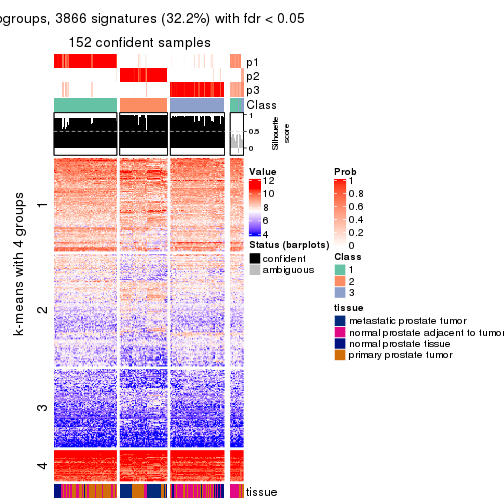 ogroups, 3866 signatures (32.2%) with fdr < 0.05
152 confident samples
p1
p2
p3
Class
1
0.5
0
Silhouette
score
k-means with 4 groups
1
2
3
4
tissue
Value
12
10
8
6
4
Status (barplots)
confident
ambiguous
Prob
1
0.8
0.6
0.4
0.2
0
Class
1
2
3
tissue
metastatic prostate tumor
normal prostate adjacent to tumor
normal prostate tissue
primary prostate tumor